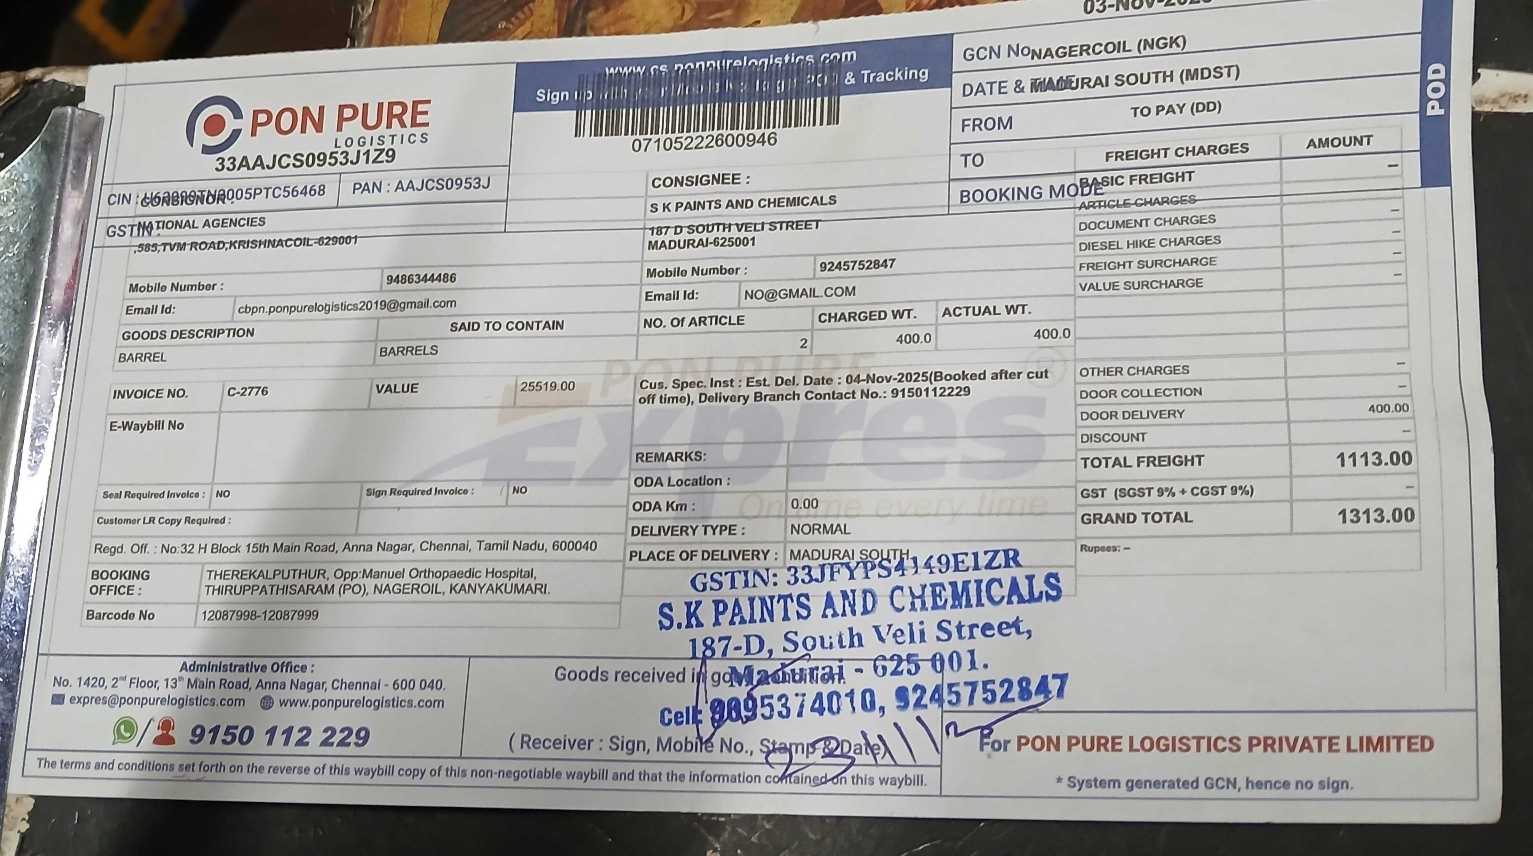 POD
PON PURE
LOGISTICS
33AAJCS0953J1Z9
PAN : AAJCS0953J
CIN :
GSTIN :
www.cs.ponpurelogistics.com
Sign up & Tracking
07105222600946
GCN No NAGERCOIL (NGK)
DATE & TIME MADURAI SOUTH (MDST)
FROM TO PAY (DD)
TO
BOOKING MODE
CONSIGNOR :
NATIONAL AGENCIES
,585,TVM ROAD,KRISHNACOIL-629001
Mobile Number : 9486344486
Email Id: cbpn.ponpurelogistics2019@gmail.com
CONSIGNEE :
S K PAINTS AND CHEMICALS
187 D SOUTH VELI STREET
MADURAI-625001
Mobile Number : 9245752847
Email Id: NO@GMAIL.COM
GOODS DESCRIPTION SAID TO CONTAIN NO. Of ARTICLE CHARGED WT. ACTUAL WT.
BARREL BARRELS 2 400.0 400.0
INVOICE NO. C-2776 VALUE 25519.00
E-Waybill No
Seal Required Invoice : NO Sign Required Invoice : NO
Customer LR Copy Required :
Cus. Spec. Inst : Est. Del. Date : 04-Nov-2025(Booked after cut
off time), Delivery Branch Contact No.: 9150112229
REMARKS:
ODA Location :
ODA Km : 0.00
DELIVERY TYPE : NORMAL
PLACE OF DELIVERY : MADURAI SOUTH
PON PURE
Expres
On time every time
FREIGHT CHARGES AMOUNT
BASIC FREIGHT –
ARTICLE CHARGES
DOCUMENT CHARGES –
DIESEL HIKE CHARGES –
FREIGHT SURCHARGE –
VALUE SURCHARGE –
OTHER CHARGES –
DOOR COLLECTION –
DOOR DELIVERY 400.00
DISCOUNT –
TOTAL FREIGHT 1113.00
GST (SGST 9% + CGST 9%) –
GRAND TOTAL 1313.00
Rupees: –
Regd. Off. : No:32 H Block 15th Main Road, Anna Nagar, Chennai, Tamil Nadu, 600040
BOOKING OFFICE : THEREKALPUTHUR, Opp:Manuel Orthopaedic Hospital,
THIRUPPATHISARAM (PO), NAGEROIL, KANYAKUMARI.
Barcode No 12087998-12087999
GSTIN: 33JFYPS4149E1ZR
S.K PAINTS AND CHEMICALS
187-D, South Veli Street,
Madurai - 625 001.
Cell: 9245752847
Administrative Office :
No. 1420, 2nd Floor, 13th Main Road, Anna Nagar, Chennai - 600 040.
expres@ponpurelogistics.com www.ponpurelogistics.com
9150 112 229
Goods received in
( Receiver : Sign, Mobile No., Stamp & Date)
The terms and conditions set forth on the reverse of this waybill copy of this non-negotiable waybill and that the information contained on this waybill.
For PON PURE LOGISTICS PRIVATE LIMITED
* System generated GCN, hence no sign.